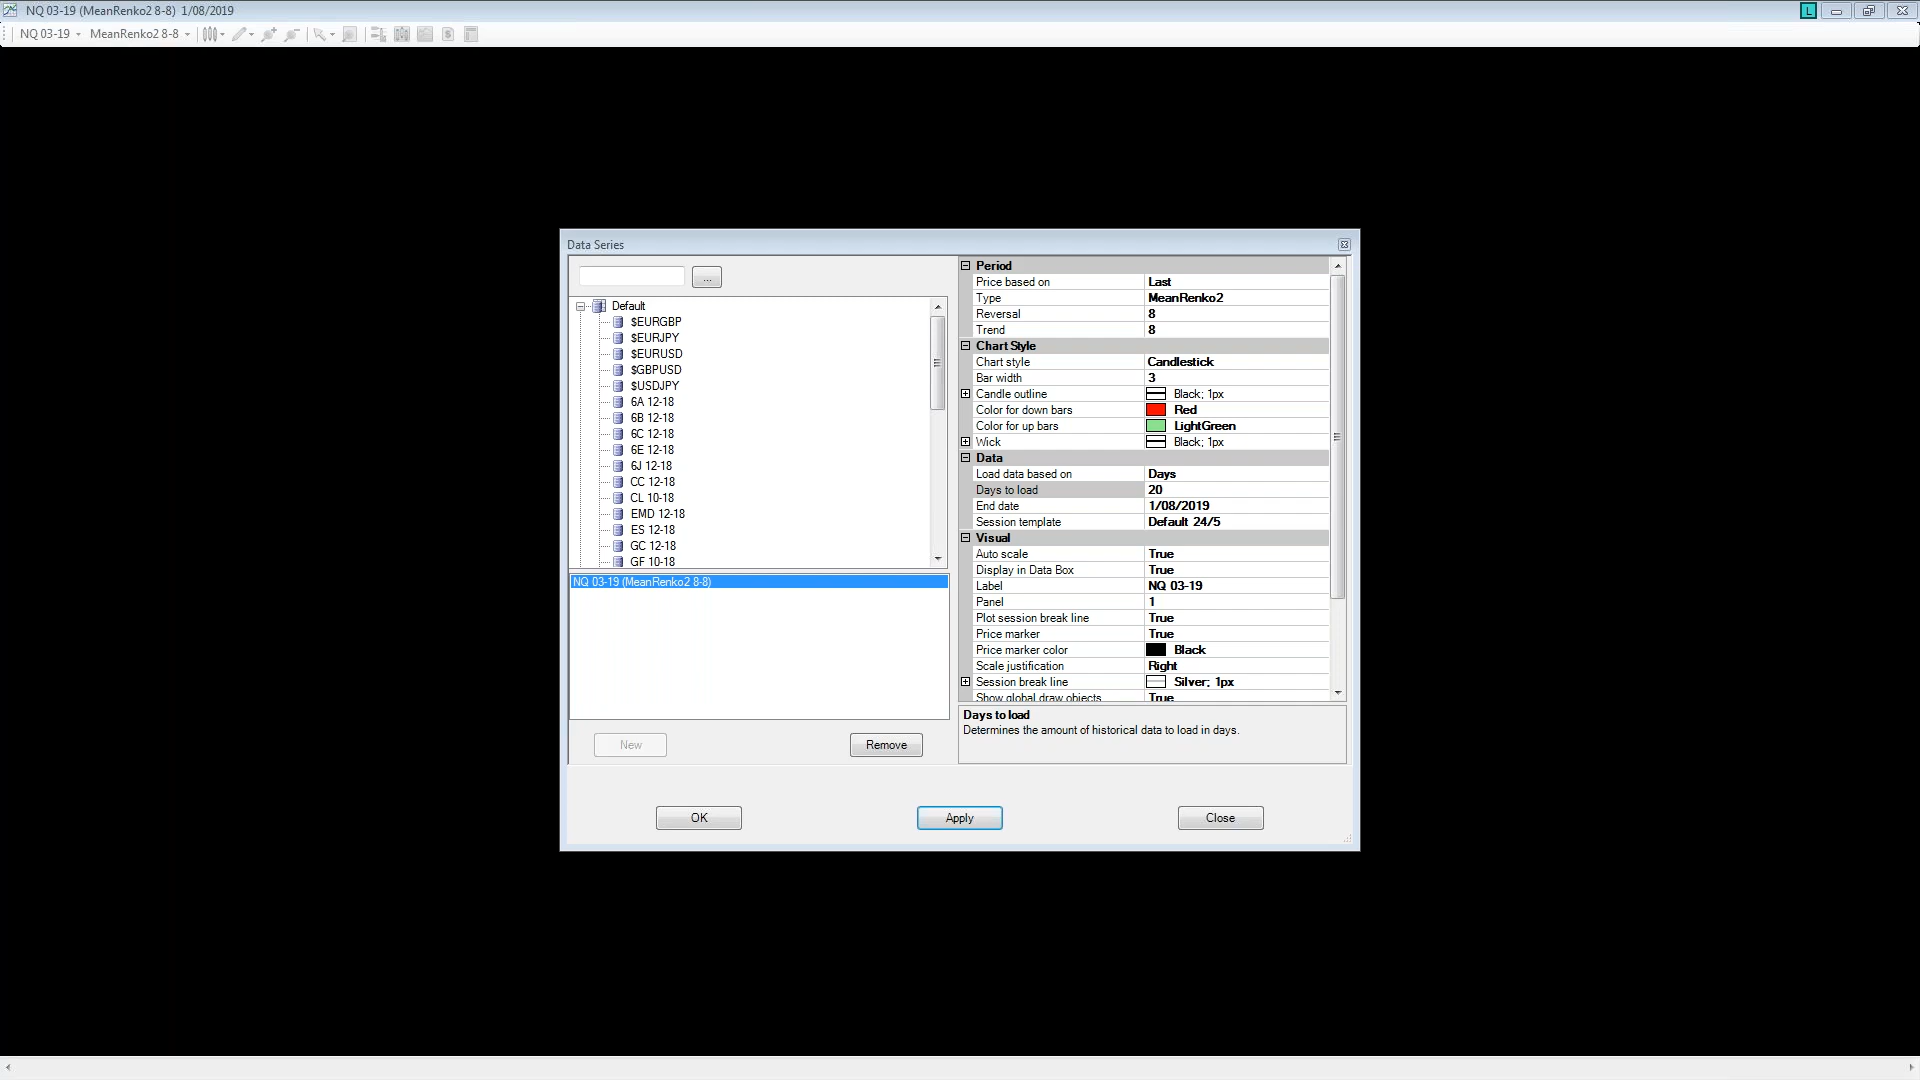 NQ 03-19 (MeanRenko2 8-8)  1/08/2019
L
NQ 03-19 MeanRenko2 8-8
Data Series
...
Default
$EURGBP
$EURJPY
$EURUSD
$GBPUSD
$USDJPY
6A 12-18
6B 12-18
6C 12-18
6E 12-18
6J 12-18
CC 12-18
CL 10-18
EMD 12-18
ES 12-18
GC 12-18
GF 10-18
NQ 03-19 (MeanRenko2 8-8)
New
Remove
Period
Price based on Last
Type MeanRenko2
Reversal 8
Trend 8
Chart Style
Chart style Candlestick
Bar width 3
Candle outline Black; 1px
Color for down bars Red
Color for up bars LightGreen
Wick Black; 1px
Data
Load data based on Days
Days to load 20
End date 1/08/2019
Session template Default 24/5
Visual
Auto scale True
Display in Data Box True
Label NQ 03-19
Panel 1
Plot session break line True
Price marker True
Price marker color Black
Scale justification Right
Session break line Silver; 1px
Show global draw objects True
Days to load
Determines the amount of historical data to load in days.
OK
Apply
Close